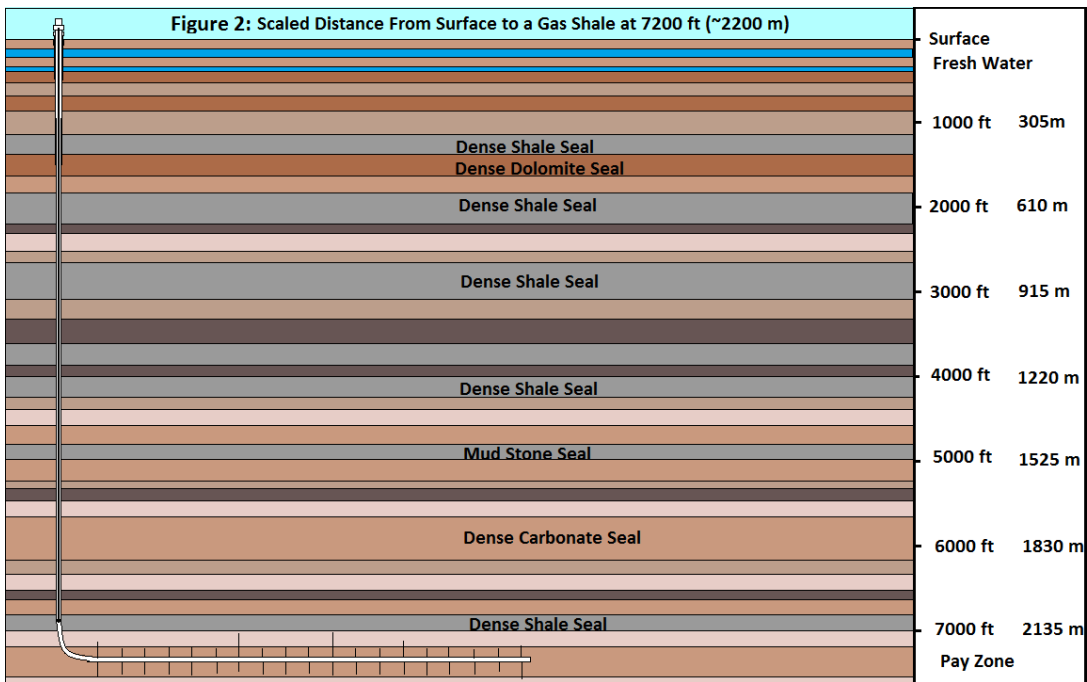 Figure 2: Scaled Distance From Surface to a Gas Shale at 7200 ft (~2200 m)
Surface
Fresh Water
1000 ft 305m
Dense Shale Seal
Dense Dolomite Seal
Dense Shale Seal
2000 ft 610 m
Dense Shale Seal
3000 ft 915 m
4000 ft 1220 m
Dense Shale Seal
Mud Stone Seal
5000 ft 1525 m
Dense Carbonate Seal
6000 ft 1830 m
Dense Shale Seal
7000 ft 2135 m
Pay Zone